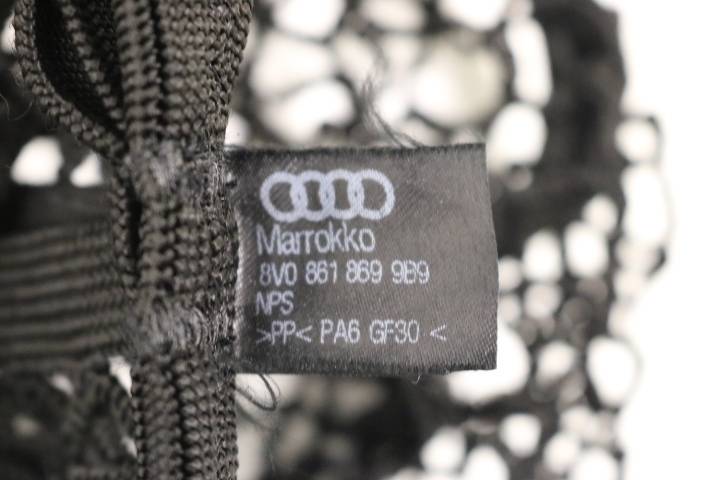 Marrokko
8V0 861 869 9B9
NPS
>PP< PA6 GF30 <